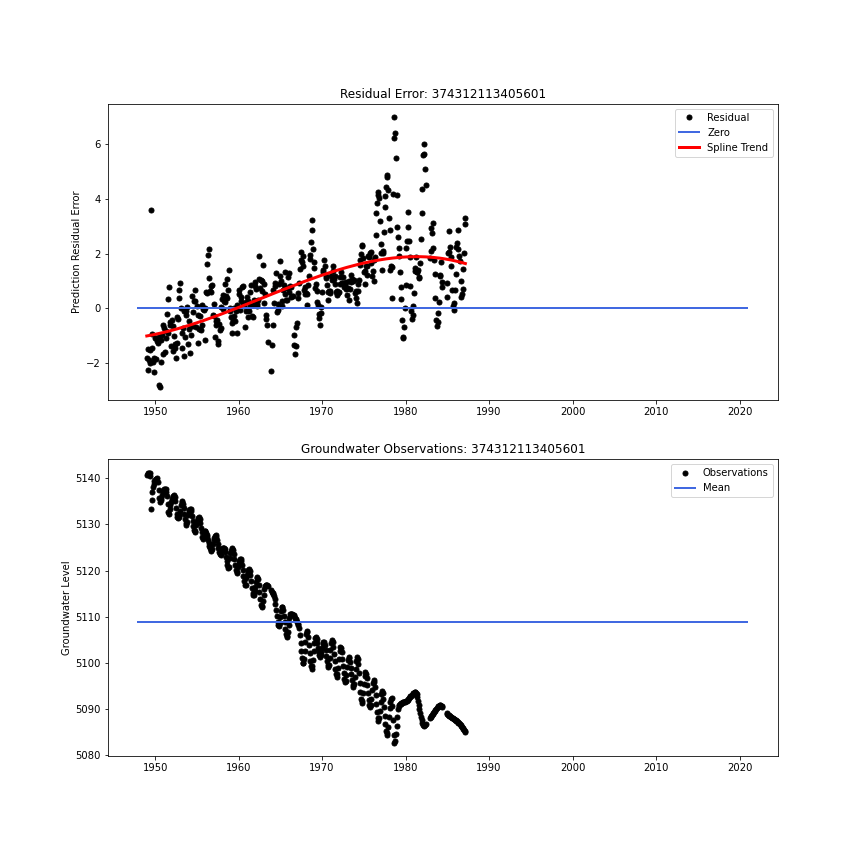 Residual Error: 374312113405601
Prediction Residual Error
6
4
2
0
−2
Residual
Zero
Spline Trend
1950 1960 1970 1980 1990 2000 2010 2020
Groundwater Observations: 374312113405601
Groundwater Level
5140
5130
5120
5110
5100
5090
5080
Observations
Mean
1950 1960 1970 1980 1990 2000 2010 2020